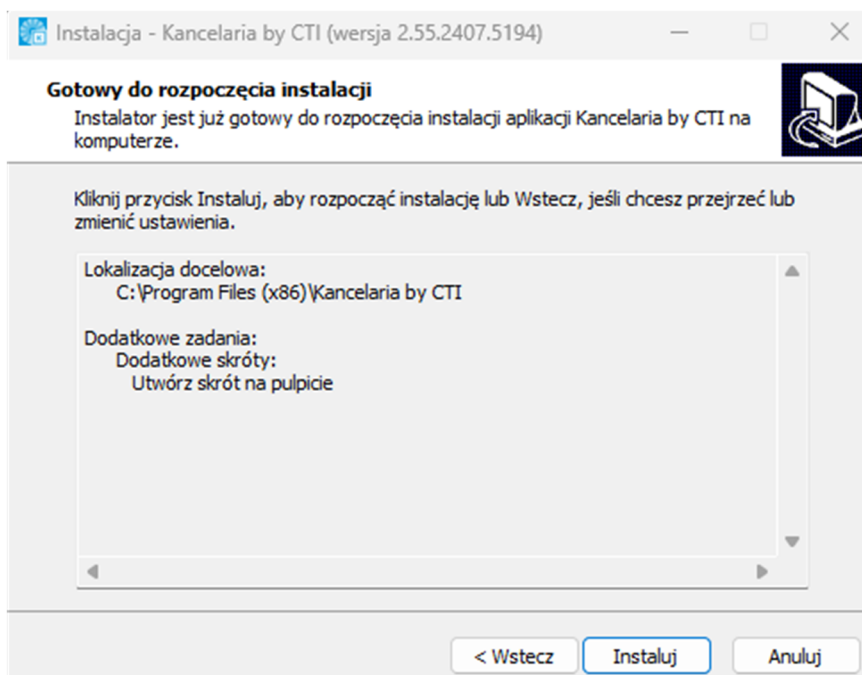 Instalacja - Kancelaria by CTI (wersja 2.55.2407.5194)
Gotowy do rozpoczęcia instalacji
Instalator jest już gotowy do rozpoczęcia instalacji aplikacji Kancelaria by CTI na
komputerze.
Kliknij przycisk Instaluj, aby rozpocząć instalację lub Wstecz, jeśli chcesz przejrzeć lub
zmienić ustawienia.
Lokalizacja docelowa:
C:\Program Files (x86)\Kancelaria by CTI
Dodatkowe zadania:
Dodatkowe skróty:
Utwórz skrót na pulpicie
< Wstecz Instaluj Anuluj